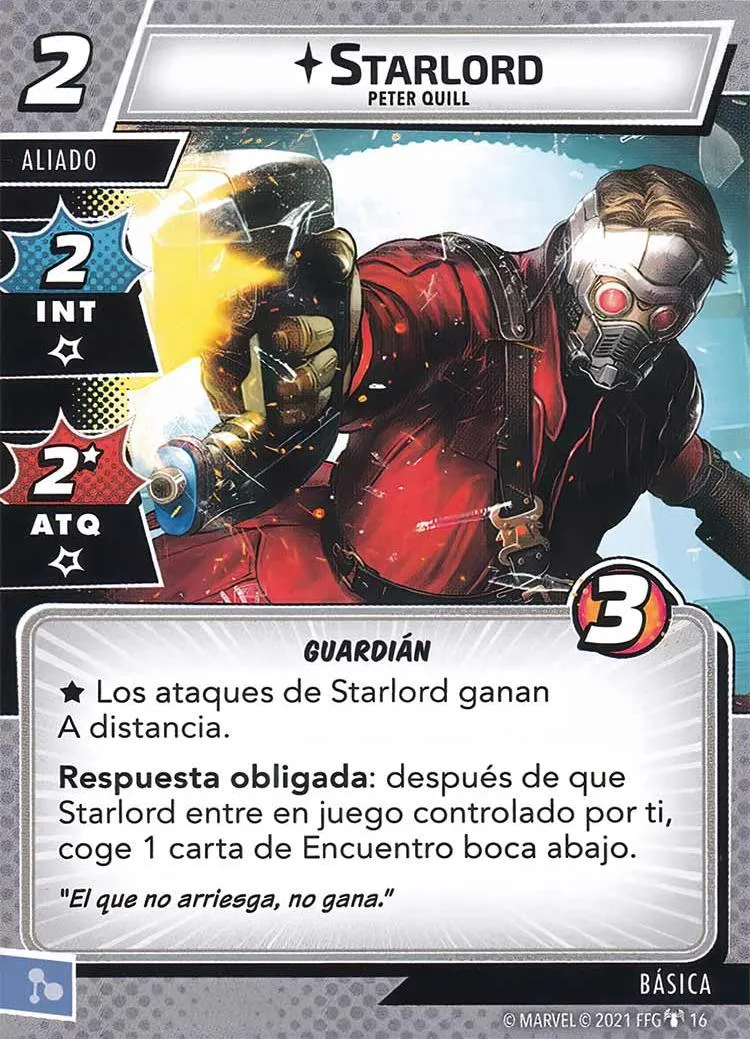 2
STARLORD
PETER QUILL
ALIADO
2
INT
2
ATQ
3
GUARDIÁN
★ Los ataques de Starlord ganan
A distancia.
Respuesta obligada: después de que
Starlord entre en juego controlado por ti,
coge 1 carta de Encuentro boca abajo.
"El que no arriesga, no gana."
BÁSICA
© MARVEL © 2021 FFG 16